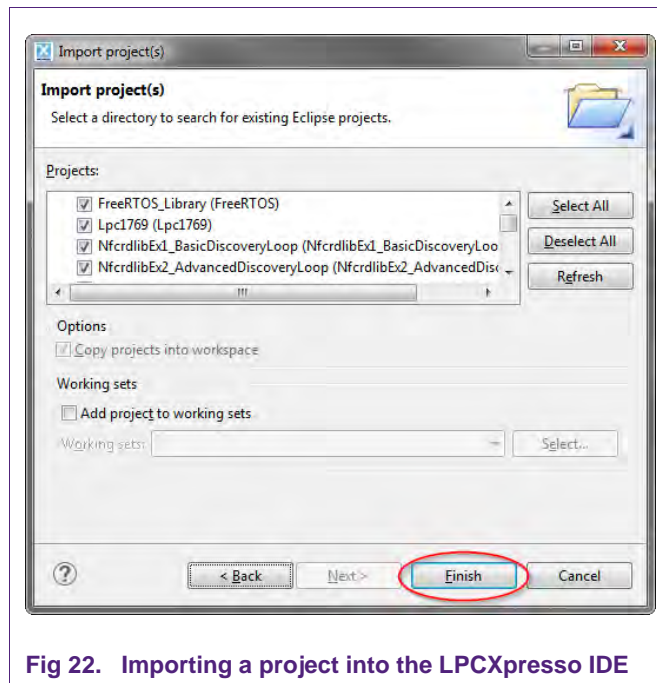 Import project(s)
Import project(s)
Select a directory to search for existing Eclipse projects.
Projects:
FreeRTOS_Library (FreeRTOS)
Select All
Lpc1769 (Lpc1769)
NfcrdlibEx1_BasicDiscoveryLoop (NfcrdlibEx1_BasicDiscoveryLoo
Deselect All
NfcrdlibEx2_AdvancedDiscoveryLoop (NfcrdlibEx2_AdvancedDisc
Refresh
Options
Copy projects into workspace
Working sets
Add project to working sets
Working sets:
Select...
?
< Back
Next >
Finish
Cancel
Fig 22. Importing a project into the LPCXpresso IDE